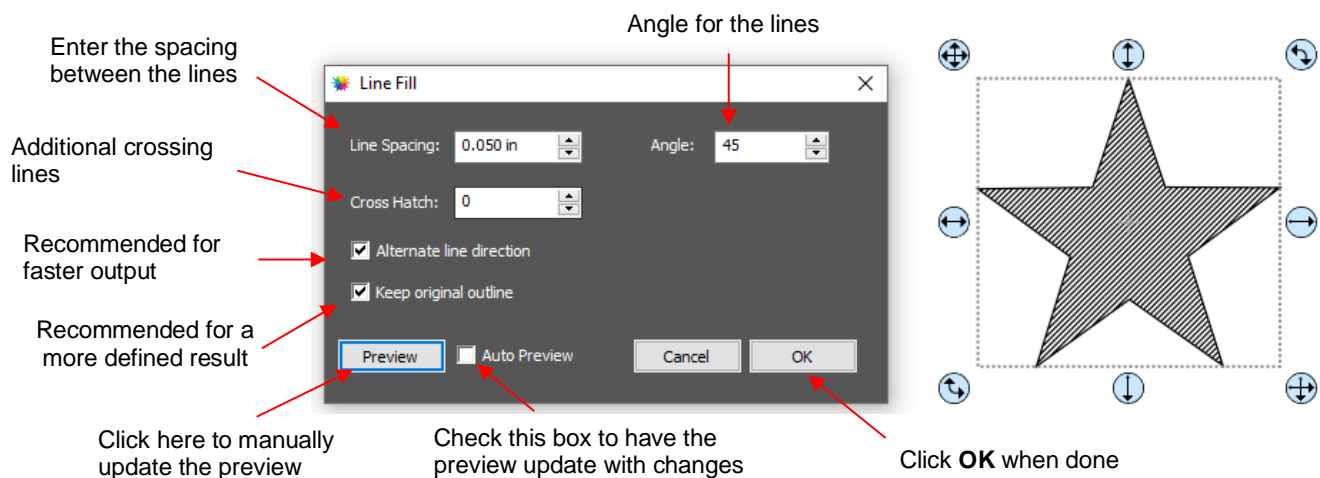 Angle for the lines
Enter the spacing
between the lines
Line Fill
Line Spacing: 0.050 in Angle: 45
Additional crossing
lines
Cross Hatch: 0
Recommended for
faster output
Alternate line direction
Keep original outline
Recommended for a
more defined result
Preview Auto Preview Cancel OK
Click here to manually
update the preview
Check this box to have the
preview update with changes
Click OK when done